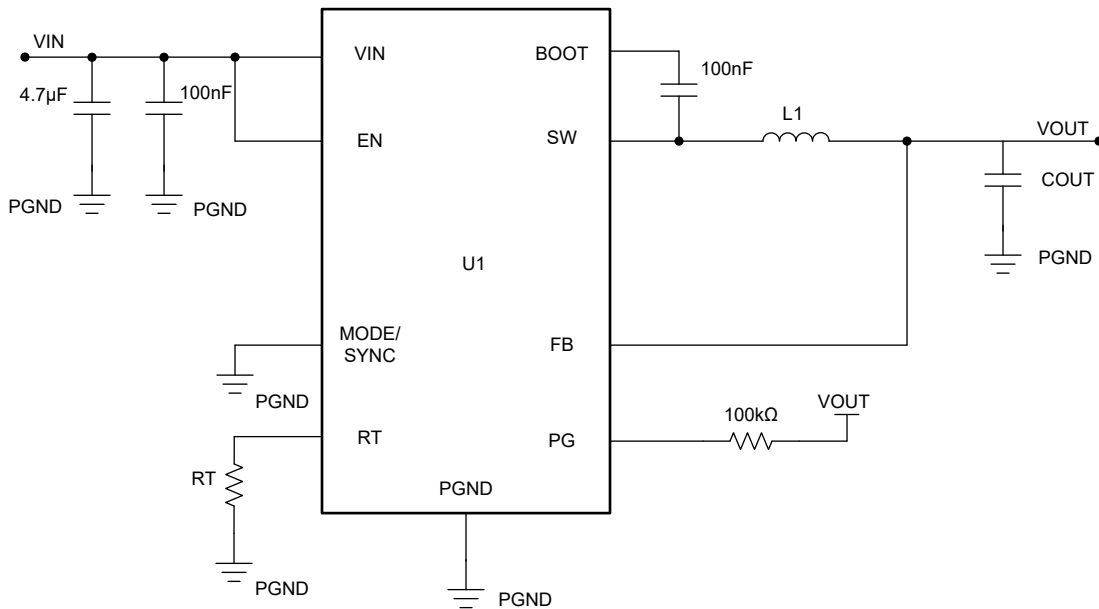 VIN
VIN
BOOT
100nF
4.7µF
100nF
L1
EN
SW
VOUT
COUT
PGND
PGND
PGND
U1
MODE/
SYNC
FB
PGND
100kΩ
VOUT
RT
PG
RT
PGND
PGND
PGND